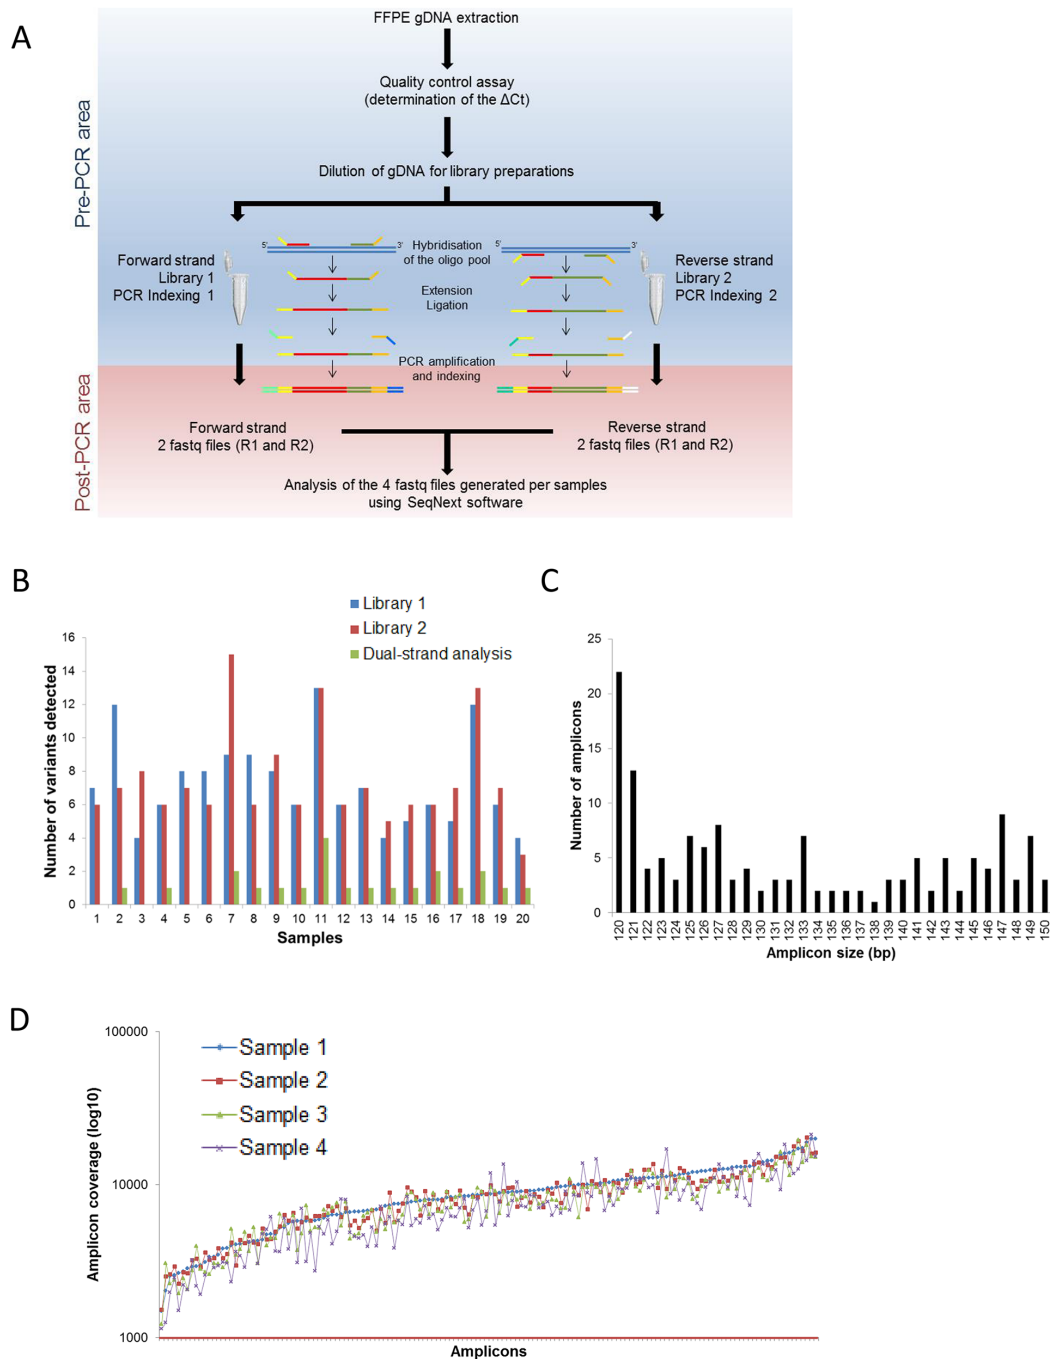 A
FFPE gDNA extraction
Quality control assay
(determination of the ΔCt)
Dilution of gDNA for library preparations
Pre-PCR area
Forward strand
Library 1
PCR Indexing 1
5'
3'
Hybridisation
of the oligo pool
Extension
Ligation
PCR amplification
and indexing
5'
3'
Reverse strand
Library 2
PCR Indexing 2
Post-PCR area
Forward strand
2 fastq files (R1 and R2)
Reverse strand
2 fastq files (R1 and R2)
Analysis of the 4 fastq files generated per samples
using SeqNext software
B
Library 1
Library 2
Dual-strand analysis
Number of variants detected
16
14
12
10
8
6
4
2
0
1 2 3 4 5 6 7 8 9 10 11 12 13 14 15 16 17 18 19 20
Samples
C
Number of amplicons
25
20
15
10
5
0
120 121 122 123 124 125 126 127 128 129 130 131 132 133 134 135 136 137 138 139 140 141 142 143 144 145 146 147 148 149 150
Amplicon size (bp)
D
Amplicon coverage (log10)
100000
10000
1000
Sample 1
Sample 2
Sample 3
Sample 4
Amplicons